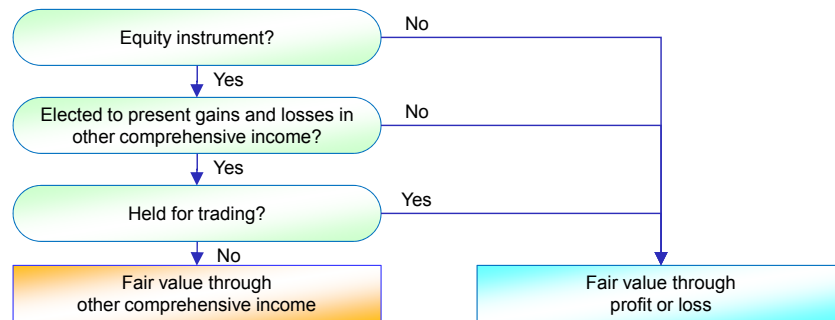 Equity instrument?
No
Yes
Elected to present gains and losses in
other comprehensive income?
No
Yes
Held for trading?
Yes
No
Fair value through
other comprehensive income
Fair value through
profit or loss